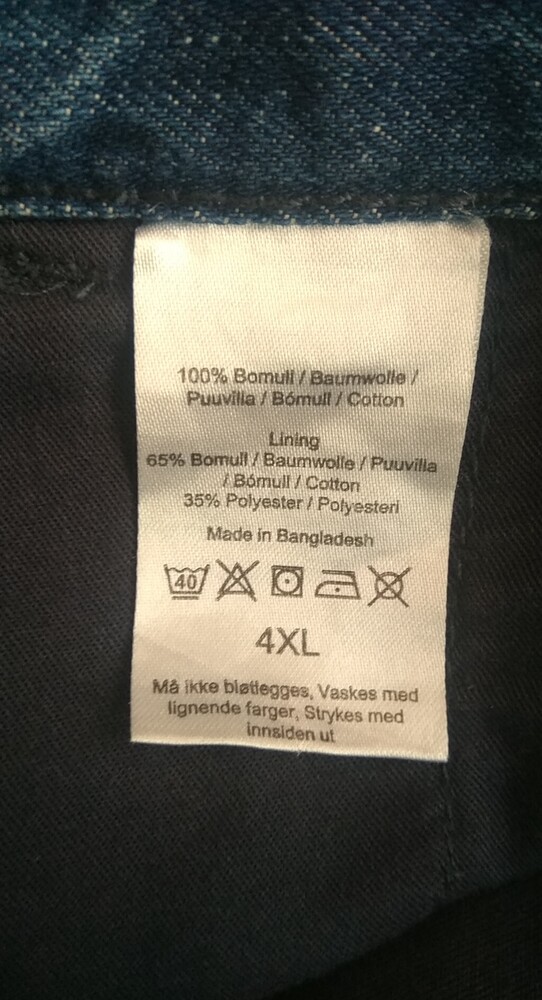 100% Bomull / Baumwolle /
Puuvilla / Bómull / Cotton
Lining
65% Bomull / Baumwolle / Puuvilla
/ Bómull / Cotton
35% Polyester / Polyesteri
Made in Bangladesh
40
4XL
Må ikke bløtlegges, Vaskes med
lignende farger, Strykes med
innsiden ut